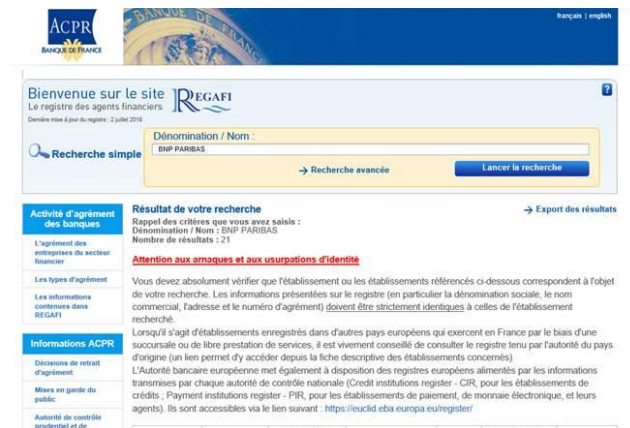 ACPR
BANQUE DE FRANCE
BANQUE DE FRANCE
français | english
Bienvenue sur le site REGAFI
Le registre des agents financiers
Dernière mise à jour du registre : 2 juillet 2019
?
Dénomination / Nom :
BNP PARIBAS
Recherche simple
→ Recherche avancée
Lancer la recherche
Activité d'agrément
des banques
L'agrément des
entreprises du secteur
financier
Les types d'agrément
Les informations
contenues dans
REGAFI
Informations ACPR
Décisions de retrait
d'agrément
Mises en garde du
public
Autorité de contrôle
prudentiel et de
Résultat de votre recherche
→ Export des résultats
Rappel des critères que vous avez saisis :
Dénomination / Nom : BNP PARIBAS
Nombre de résultats : 21
Attention aux arnaques et aux usurpations d'identité
Vous devez absolument vérifier que l'établissement ou les établissements référencés ci-dessous correspondent à l'objet
de votre recherche. Les informations présentées sur le registre (en particulier la dénomination sociale, le nom
commercial, l'adresse et le numéro d'agrément) doivent être strictement identiques à celles de l'établissement
recherché.
Lorsqu'il s'agit d'établissements enregistrés dans d'autres pays européens qui exercent en France par le biais d'une
succursale ou de libre prestation de services, il est vivement conseillé de consulter le registre tenu par l'autorité du pays
d'origine (un lien permet d'y accéder depuis la fiche descriptive des établissements concernés).
L'Autorité bancaire européenne met également à disposition des registres européens alimentés par les informations
transmises par chaque autorité de contrôle nationale (Credit institutions register - CIR, pour les établissements de
crédits ; Payment institutions register - PIR, pour les établissements de paiement, de monnaie électronique, et leurs
agents). Ils sont accessibles via le lien suivant : https://euclid.eba.europa.eu/register/